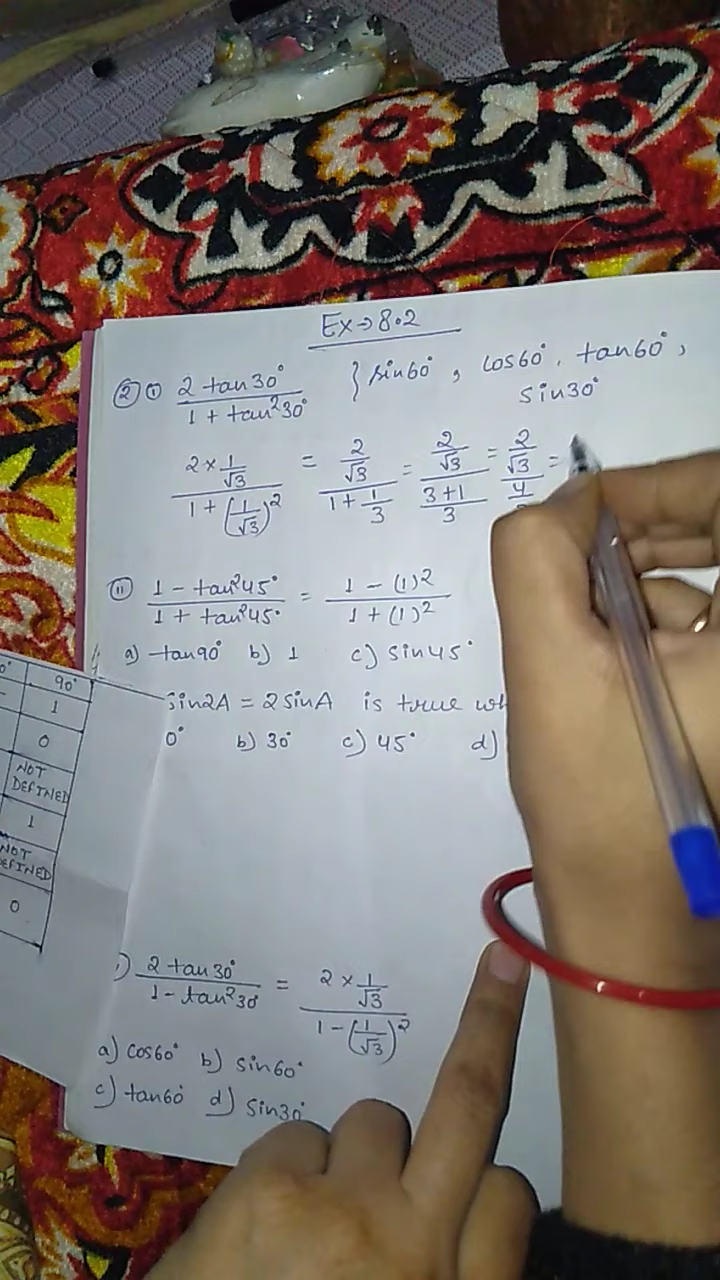 Ex→8.2
② ① 2 tan30° / 1 + tan²30° } sin60°, cos60°, tan60°,
sin30°
2 × 1/√3 / 1 + (1/√3)² = 2/√3 / 1 + 1/3 = 2/√3 / 3+1/3 = 2/√3 / 4 =
⑪ 1 - tan²45° / 1 + tan²45° = 1 - (1)² / 1 + (1)²
a) tan90° b) 1 c) sin45°
sin2A = 2 sinA is true
0° b) 30° c) 45° d)
90°
1
0
NOT DEFINED
1
NOT DEFINED
0
) 2 tan30° / 1 - tan²30° = 2 × 1/√3 / 1 - (1/√3)²
a) cos60° b) sin60°
c) tan60 d) sin30°